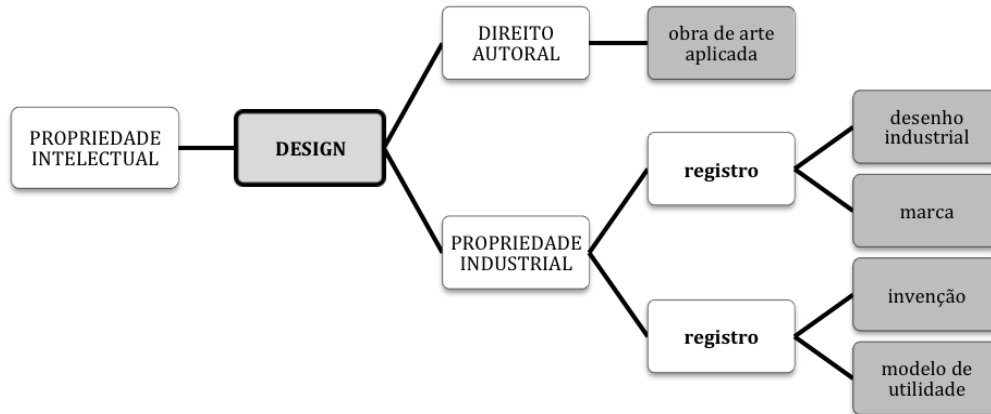 PROPRIEDADE
INTELECTUAL
DESIGN
DIREITO
AUTORAL
obra de arte
aplicada
PROPRIEDADE
INDUSTRIAL
registro
desenho
industrial
marca
registro
invenção
modelo de
utilidade